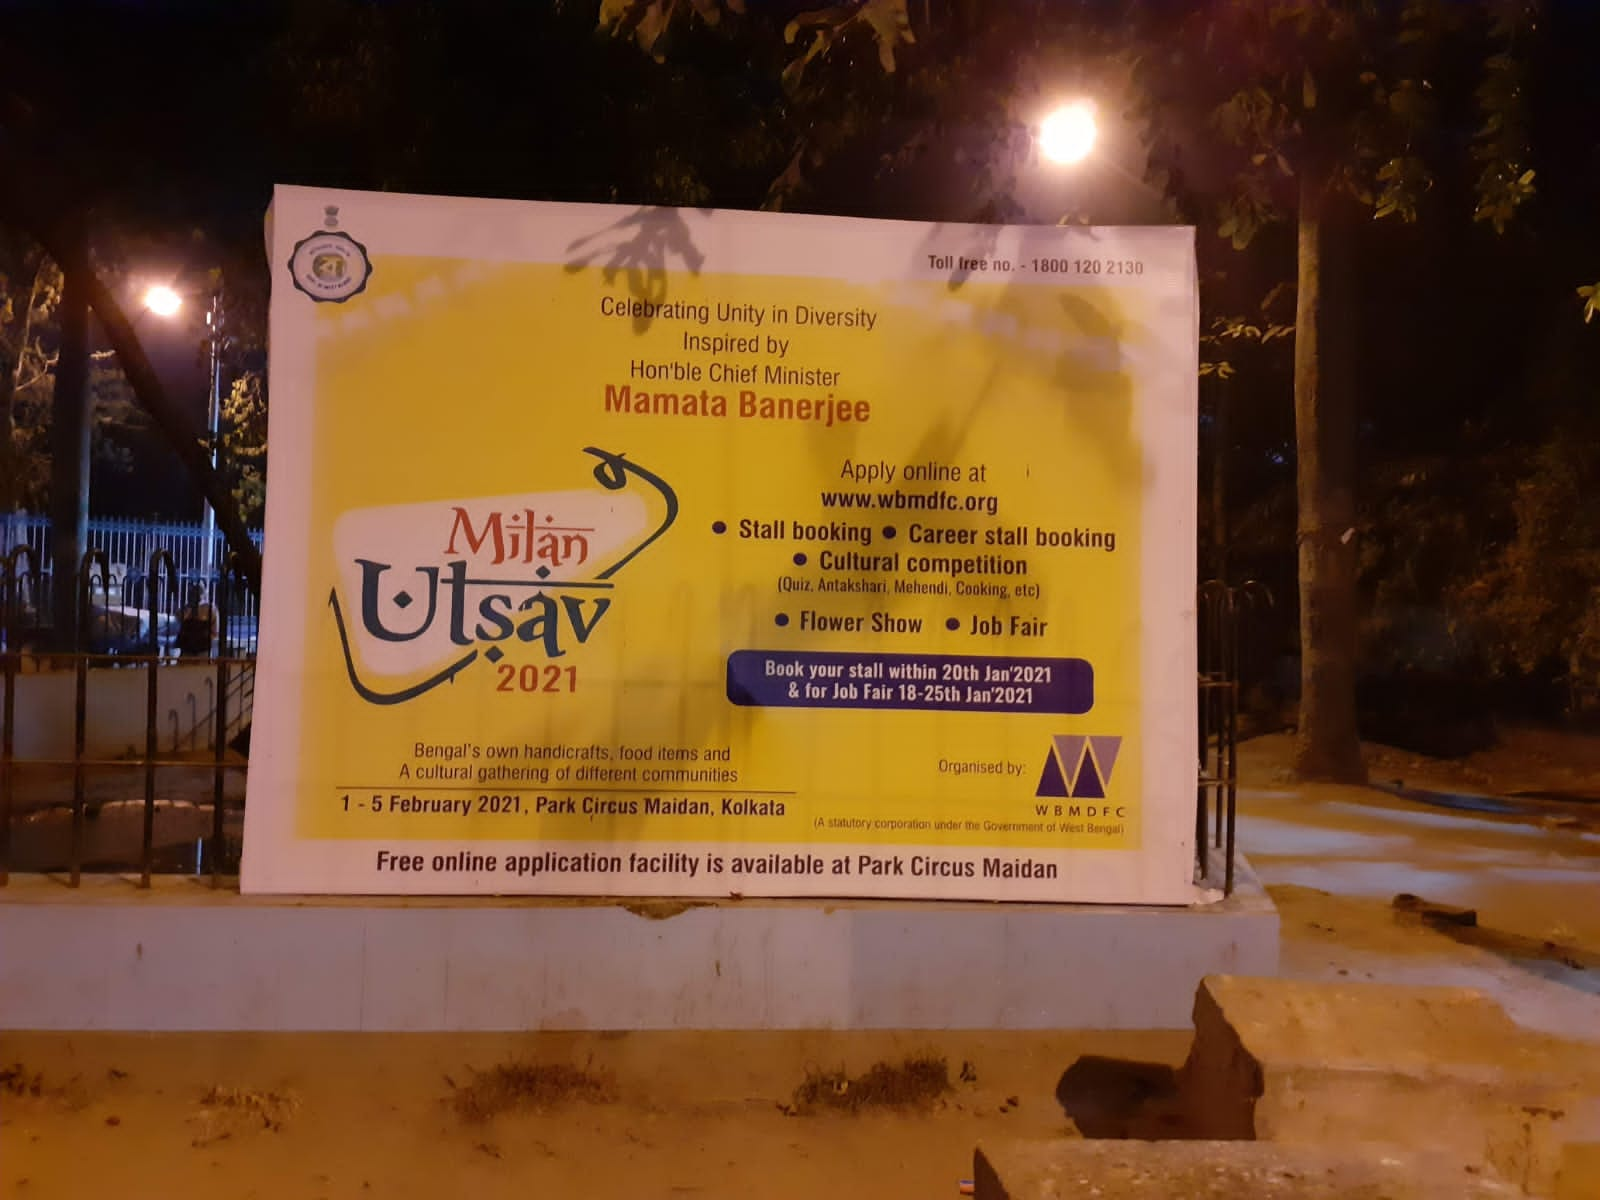 Toll free no. - 1800 120 2130
Celebrating Unity in Diversity
Inspired by
Hon'ble Chief Minister
Mamata Banerjee
Milan
Utsav
2021
Apply online at
www.wbmdfc.org
• Stall booking • Career stall booking
• Cultural competition
(Quiz, Antakshari, Mehendi, Cooking, etc)
• Flower Show • Job Fair
Book your stall within 20th Jan'2021
& for Job Fair 18-25th Jan'2021
Bengal's own handicrafts, food items and
A cultural gathering of different communities
1 - 5 February 2021, Park Circus Maidan, Kolkata
Organised by:
WBMDFC
(A statutory corporation under the Government of West Bengal)
Free online application facility is available at Park Circus Maidan